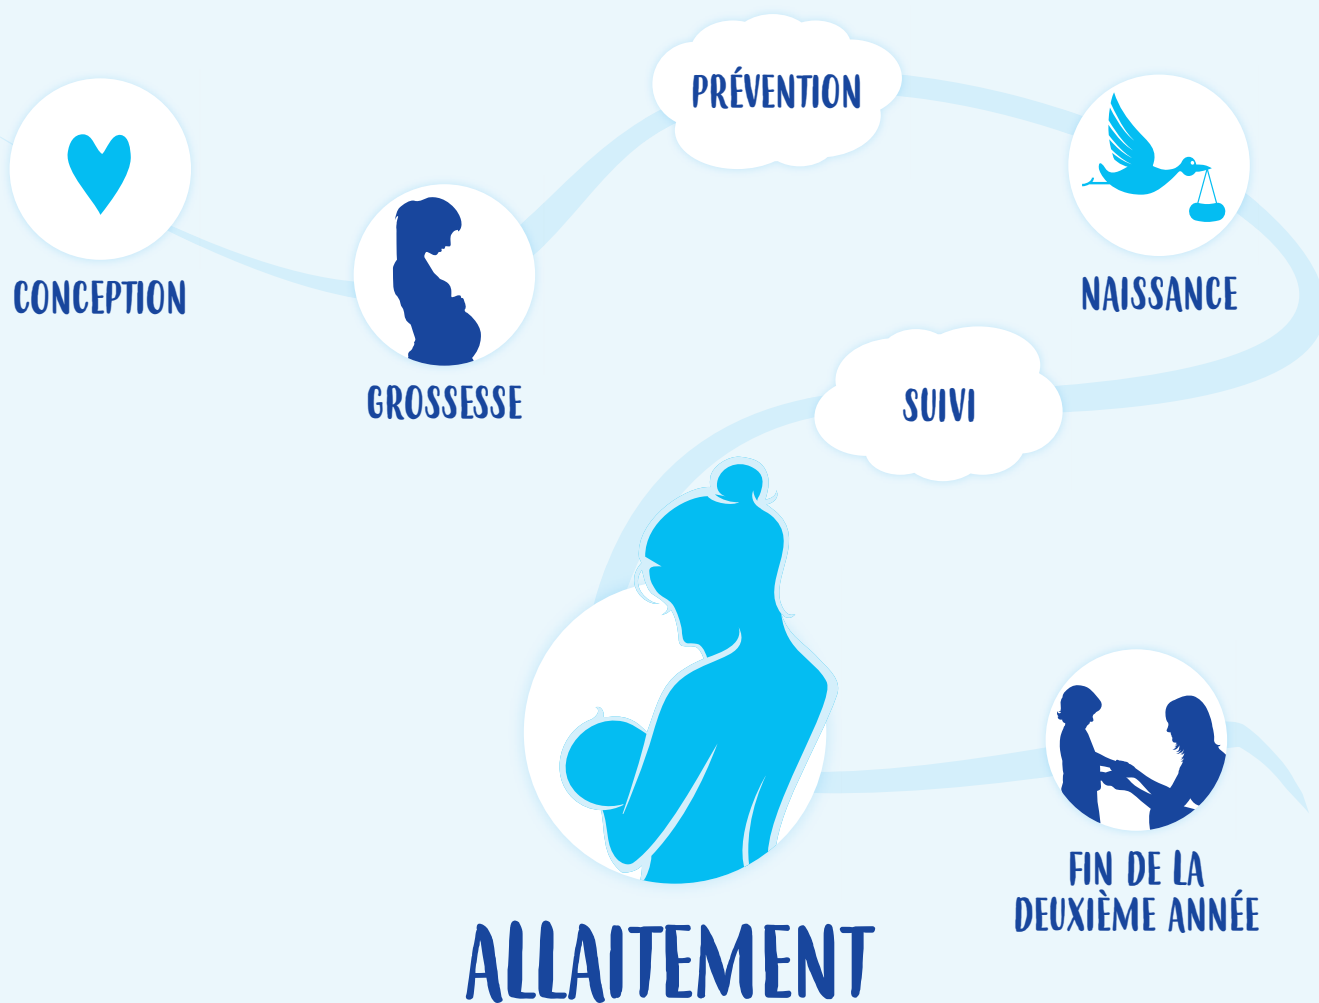 CONCEPTION
GROSSESSE
PRÉVENTION
NAISSANCE
SUIVI
ALLAITEMENT
FIN DE LA
DEUXIÈME ANNÉE